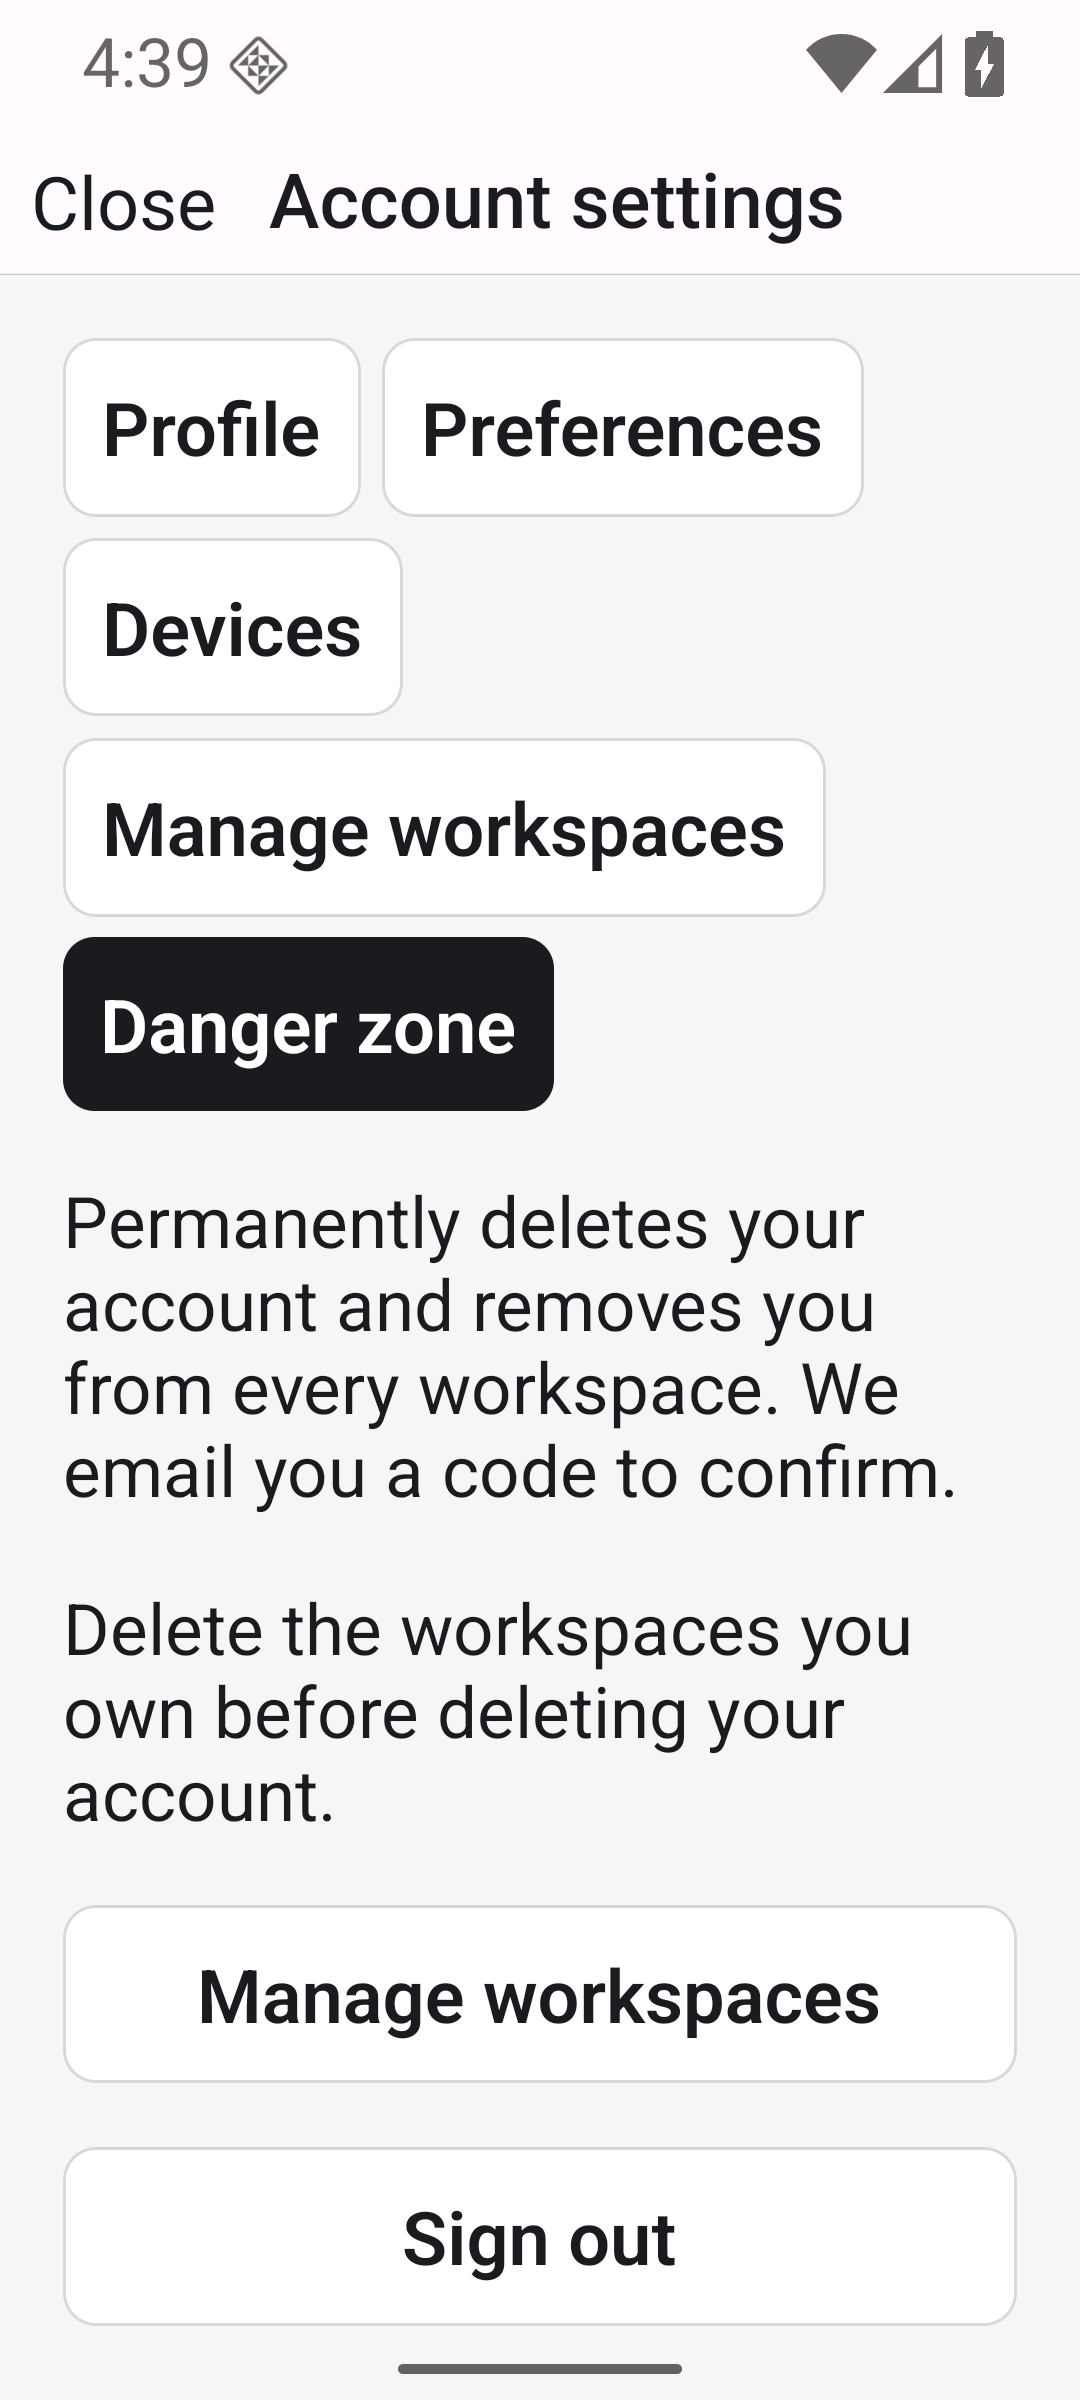 4:39
Close Account settings
Profile Preferences
Devices
Manage workspaces
Danger zone
Permanently deletes your
account and removes you
from every workspace. We
email you a code to confirm.
Delete the workspaces you
own before deleting your
account.
Manage workspaces
Sign out